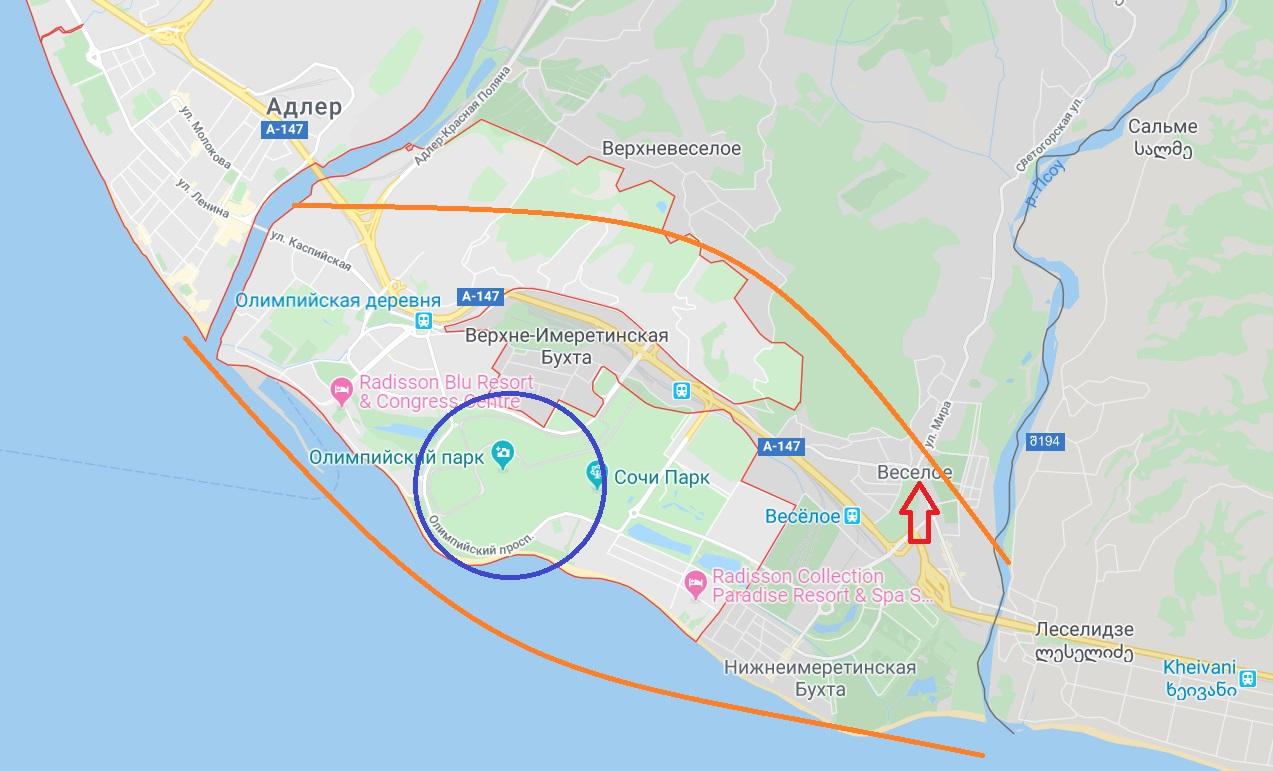 Адлер
А-147
ул. Молокова
ул. Ленина
ул. Каспийская
Адлер-Красная Поляна
Верхневеселое
Светогорская ул.
Сальме
სალმე
р. Псоу
Олимпийская деревня
А-147
Верхне-Имеретинская
Бухта
Radisson Blu Resort
& Congress Centre
Олимпийский парк
Сочи Парк
Олимпийский просп.
А-147
ул. Мира
შ194
Веселое
Весёлое
Radisson Collection
Paradise Resort & Spa S...
Леселидзе
ლესელიძე
Нижнеимеретинская
Бухта
Kheivani
ხეივანი